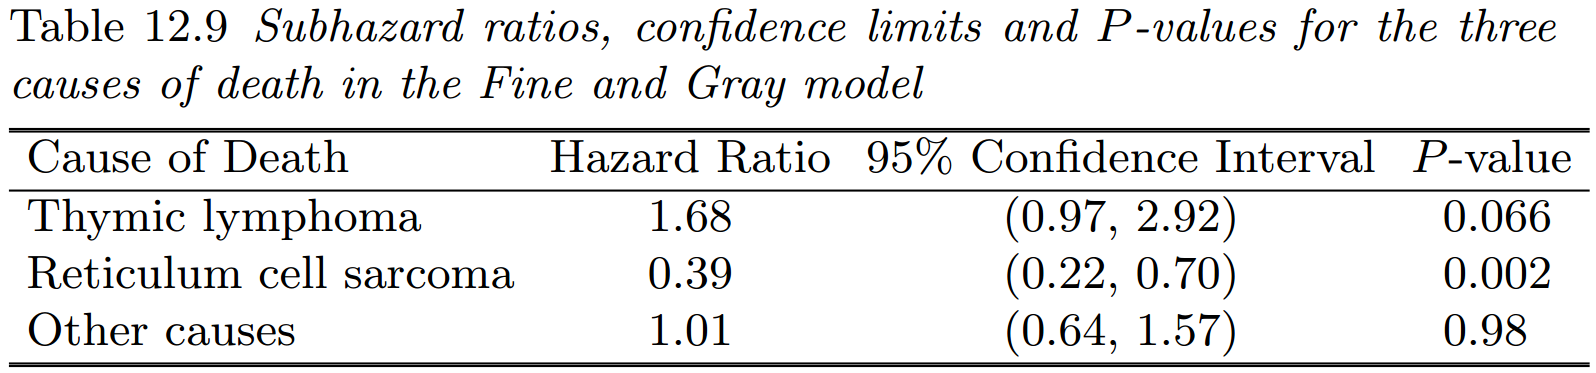 Table 12.9 Subhazard ratios, confidence limits and P-values for the three
causes of death in the Fine and Gray model
Cause of Death Hazard Ratio 95% Confidence Interval P-value
Thymic lymphoma 1.68 (0.97, 2.92) 0.066
Reticulum cell sarcoma 0.39 (0.22, 0.70) 0.002
Other causes 1.01 (0.64, 1.57) 0.98